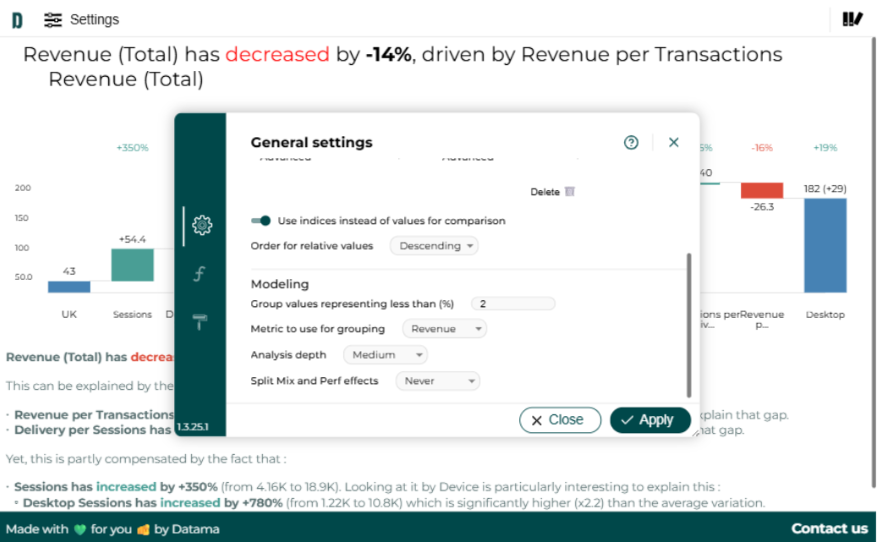 Settings
Revenue (Total) has decreased by -14%, driven by Revenue per Transactions
Revenue (Total)
General settings
+350%
-16%
+19%
Advanced
Advanced
Delete
200
40
182 (+29)
150
Use indices instead of values for comparison
-26.3
100
+54.4
Order for relative values Descending
50.0
43
Modeling
Group values representing less than (%) 2
UK
Sessions
D
ions per
iv...
Revenue
p...
Desktop
Metric to use for grouping Revenue
Analysis depth Medium
Revenue (Total) has decrea
Split Mix and Perf effects Never
This can be explained by the
· Revenue per Transactions
xplain that gap.
· Delivery per Sessions has
hat gap.
1.3.25.1
Close
Apply
Yet, this is partly compensated by the fact that :
· Sessions has increased by +350% (from 4.16K to 18.9K). Looking at it by Device is particularly interesting to explain this :
◦ Desktop Sessions has increased by +780% (from 1.22K to 10.8K) which is significantly higher (x2.2) than the average variation.
Made with 💚 for you 🧀 by Datama
Contact us